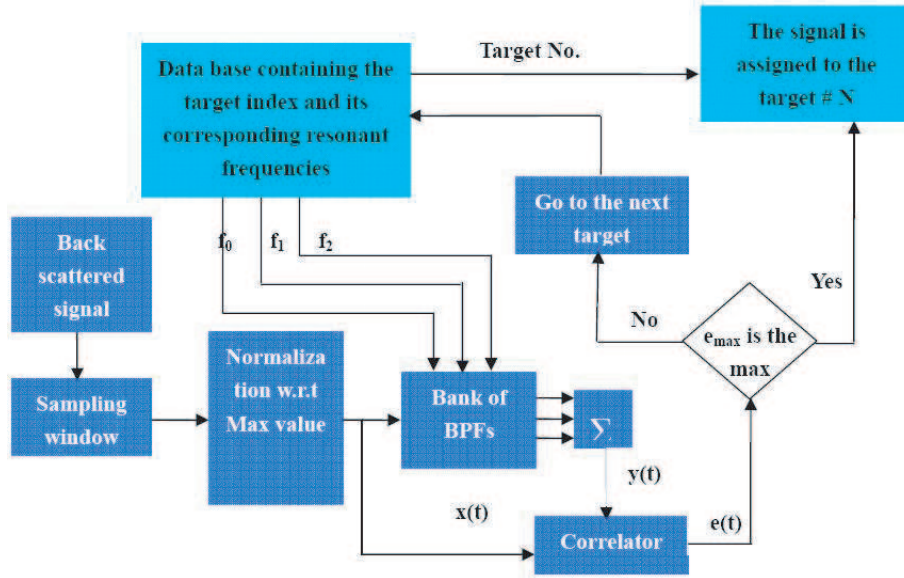 Data base containing the
target index and its
corresponding resonant
frequencies
Target No.
The signal is
assigned to the
target # N
Go to the next
target
Back
scattered
signal
f₀
f₁
f₂
Yes
No
eₘₐₓ is the
max
Normaliza
tion w.r.t
Max value
Sampling
window
Bank of
BPFs
Σ
y(t)
x(t)
Correlator
e(t)